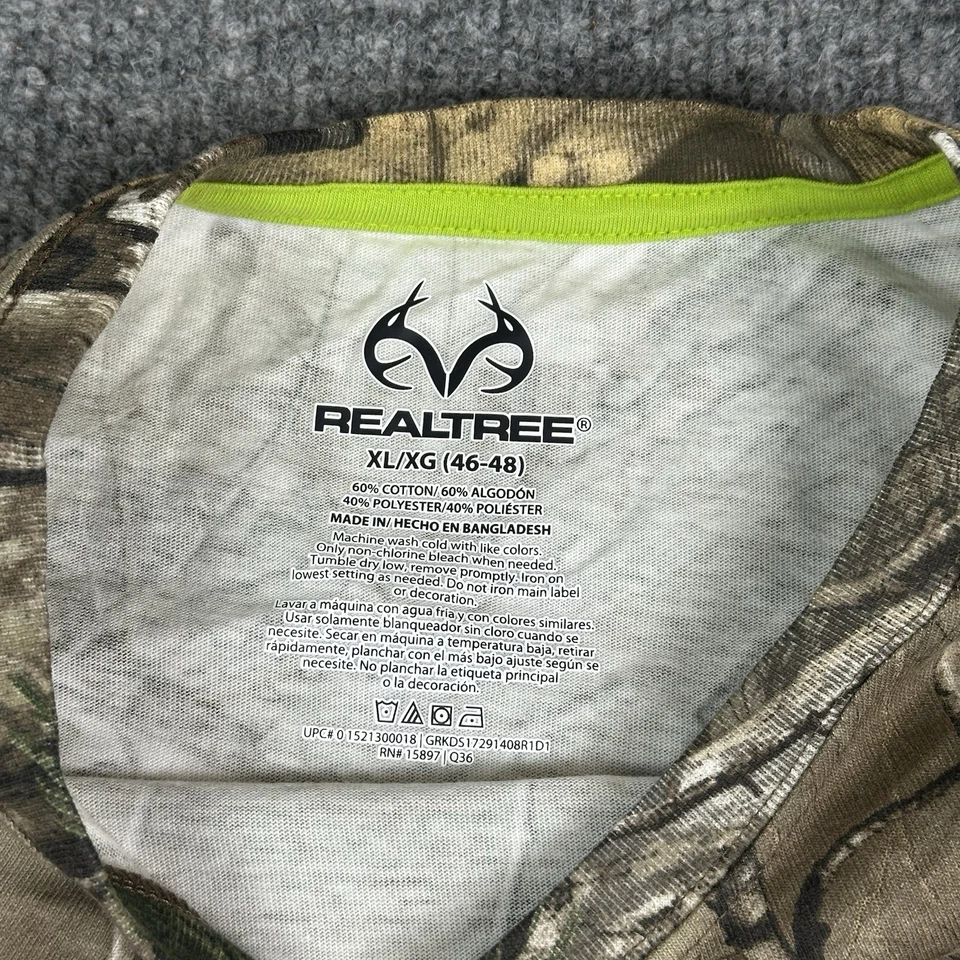 REALTREE®
XL/XG (46-48)
60% COTTON/ 60% ALGODÓN
40% POLYESTER/40% POLIÉSTER
MADE IN/ HECHO EN BANGLADESH
Machine wash cold with like colors.
Only non-chlorine bleach when needed.
Tumble dry low, remove promptly. Iron on
lowest setting as needed. Do not iron main label
or decoration.
Lavar a máquina con agua fria y con colores similares.
Usar solamente blanqueador sin cloro cuando se
necesite. Secar en máquina a temperatura baja, retirar
rápidamente, planchar con el más bajo ajuste según se
necesite. No planchar la etiqueta principal
o la decoración.
UPC# 0 1521300018 | GRKDS17291408R1D1
RN# 15897 | Q36